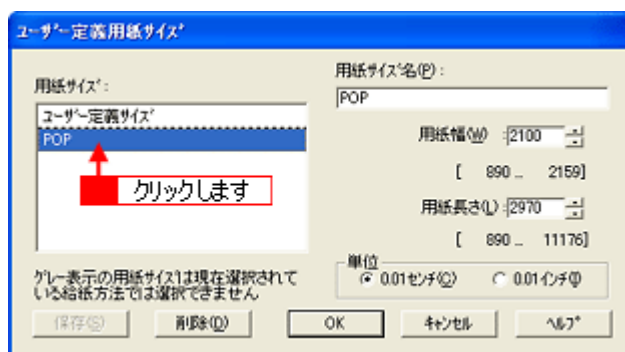 ユーザー定義用紙サイズ
用紙サイズ:
ユーザー定義サイズ
POP
クリックします
グレー表示の用紙サイズは現在選択されて
いる給紙方法では選択できません
用紙サイズ名(P):
POP
用紙幅(W) :2100
[ 890 .. 2159]
用紙長さ(L) :2970
[ 890 .. 11176]
単位
0.01センチ(C) 0.01インチ(I)
保存(S) 削除(D) OK キャンセル ヘルプ